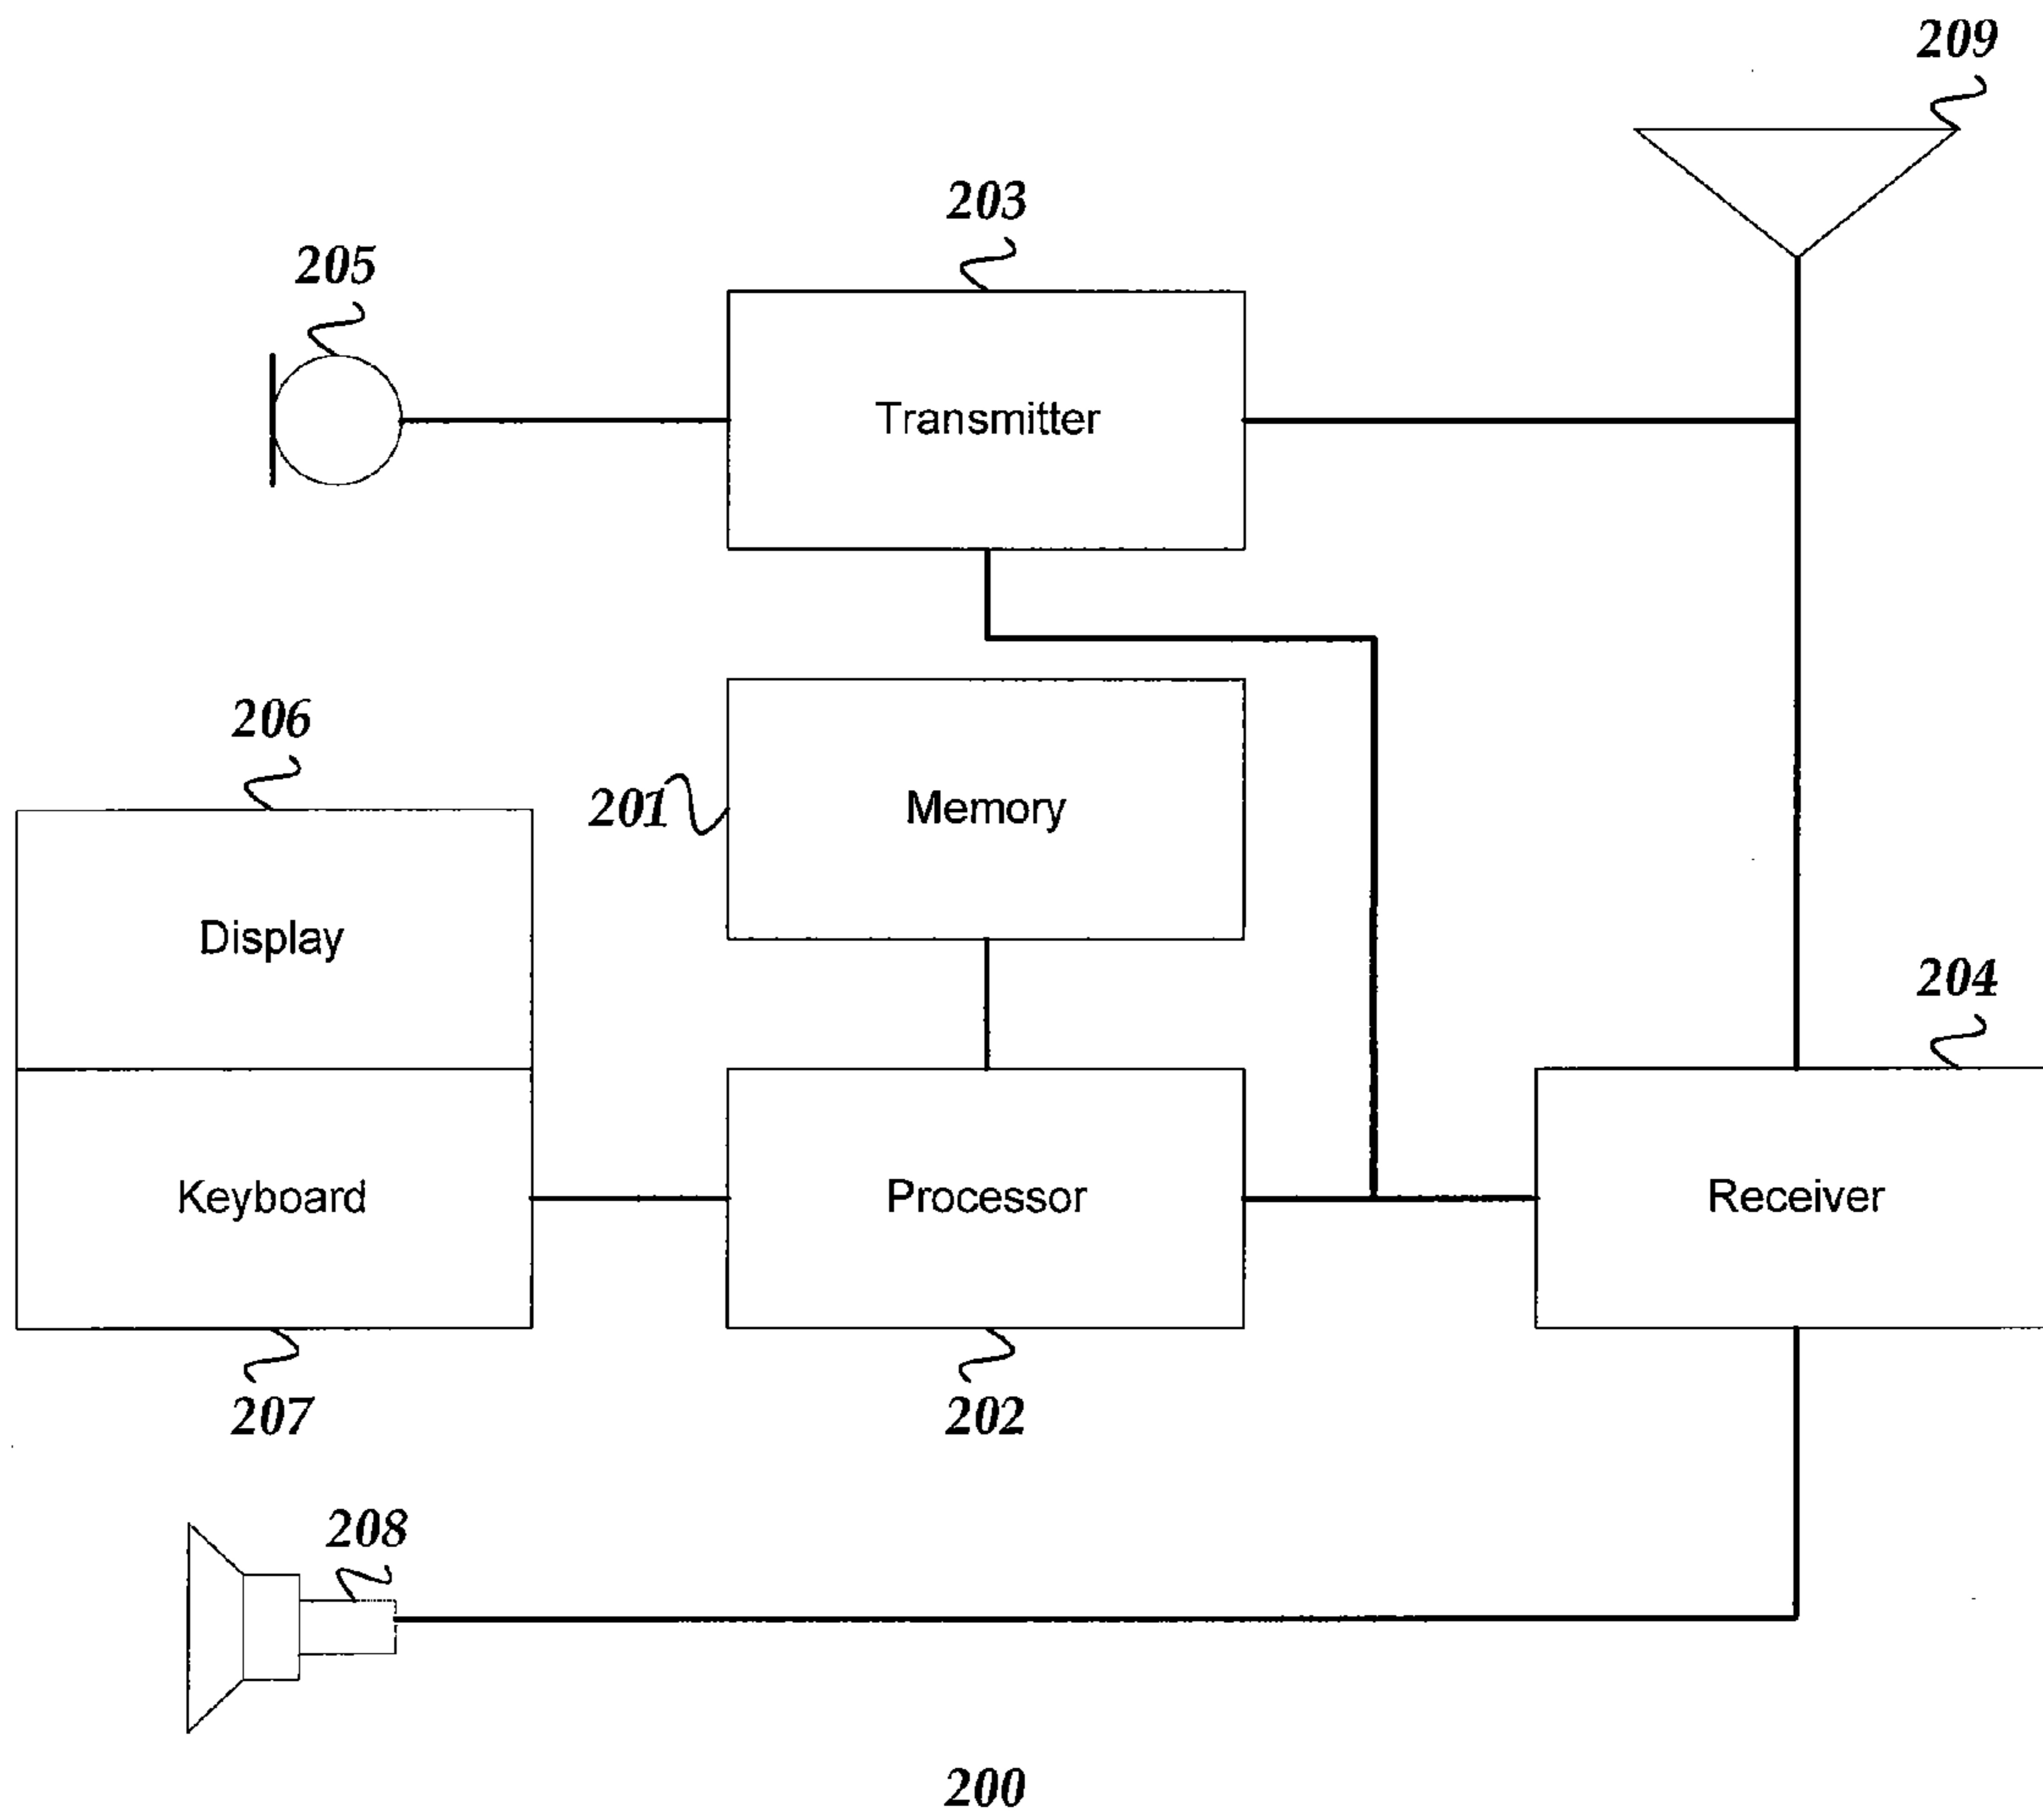 209
203
205
Transmitter
206
201
Memory
Display
204
Keyboard
Processor
Receiver
207
202
208
200